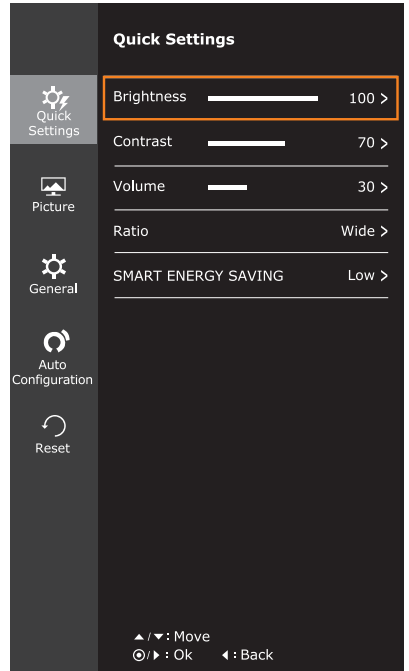 Quick Settings
Quick
Settings
Picture
General
Auto
Configuration
Reset
Brightness 100 >
Contrast 70 >
Volume 30 >
Ratio Wide >
SMART ENERGY SAVING Low >
▲/▼: Move
◉/▶: Ok ◀: Back